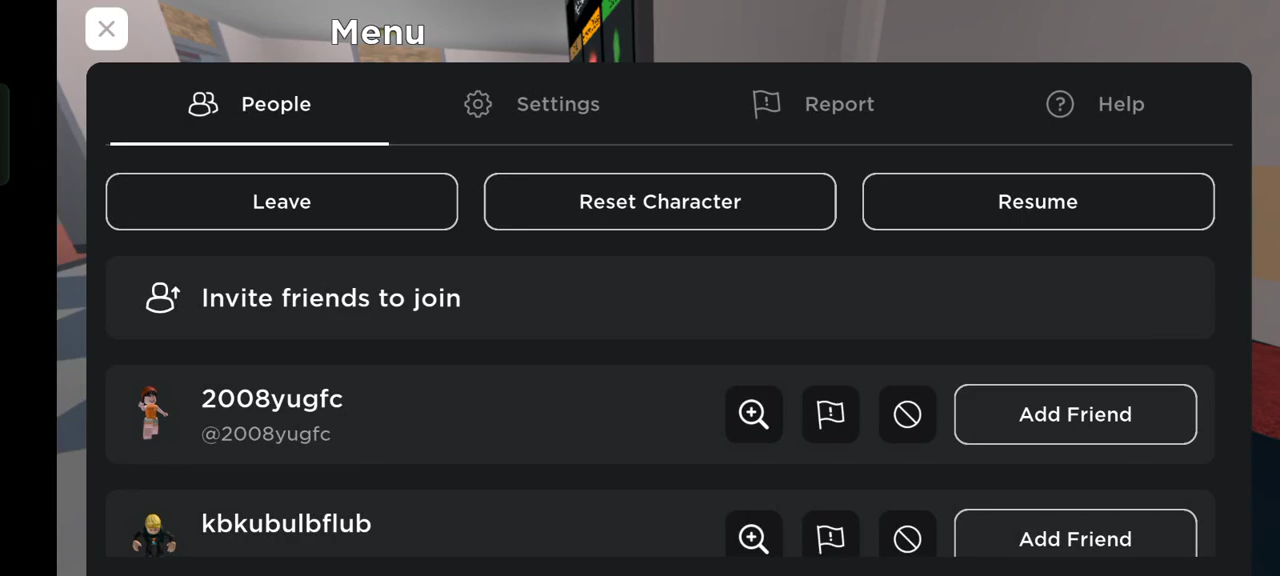 Menu
People
Settings
Report
Help
Leave
Reset Character
Resume
Invite friends to join
2008yugfc
@2008yugfc
Add Friend
kbkubulbflub
Add Friend